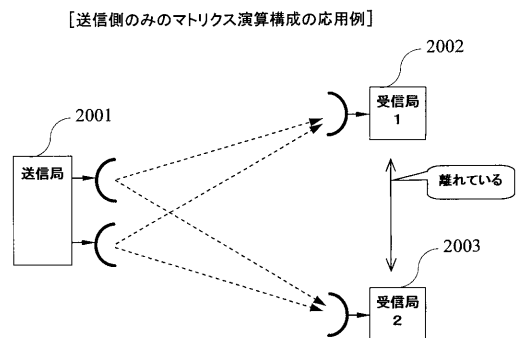 [送信側のみのマトリクス演算構成の応用例]
2002
受信局
1
2001
送信局
離れている
2003
受信局
2